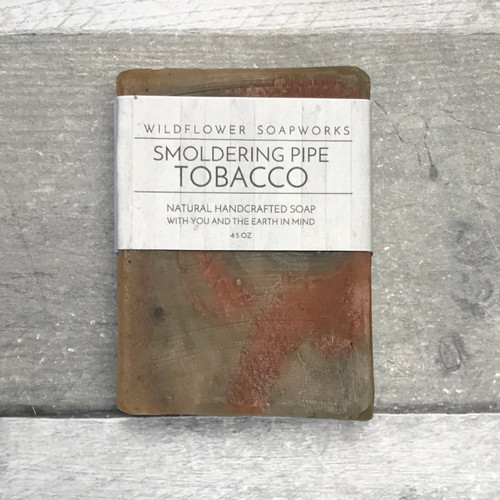 WILDFLOWER SOAPWORKS
SMOLDERING PIPE
TOBACCO
NATURAL HANDCRAFTED SOAP
WITH YOU AND THE EARTH IN MIND
4.5 OZ